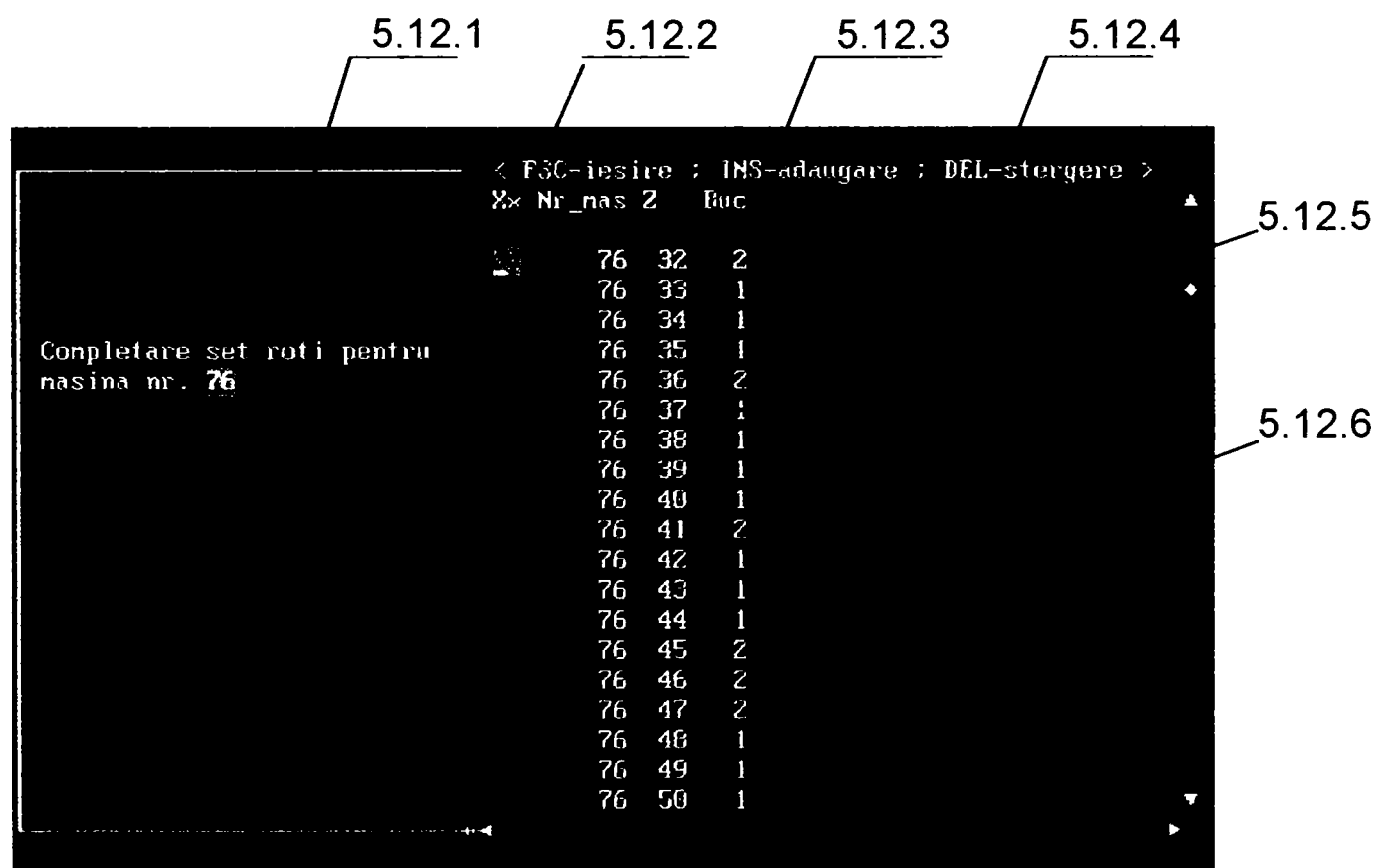 5.12.1 5.12.2 5.12.3 5.12.4
< ESC-iesire ; INS-adaugare ; DEL-stergere >
Xx Nr_mas Z Buc
5.12.5
76 32 2
76 33 1
76 34 1
Completare set roti pentru
masina nr. 76
76 35 1
76 36 2
76 37 1
5.12.6
76 38 1
76 39 1
76 40 1
76 41 2
76 42 1
76 43 1
76 44 1
76 45 2
76 46 2
76 47 2
76 48 1
76 49 1
76 50 1